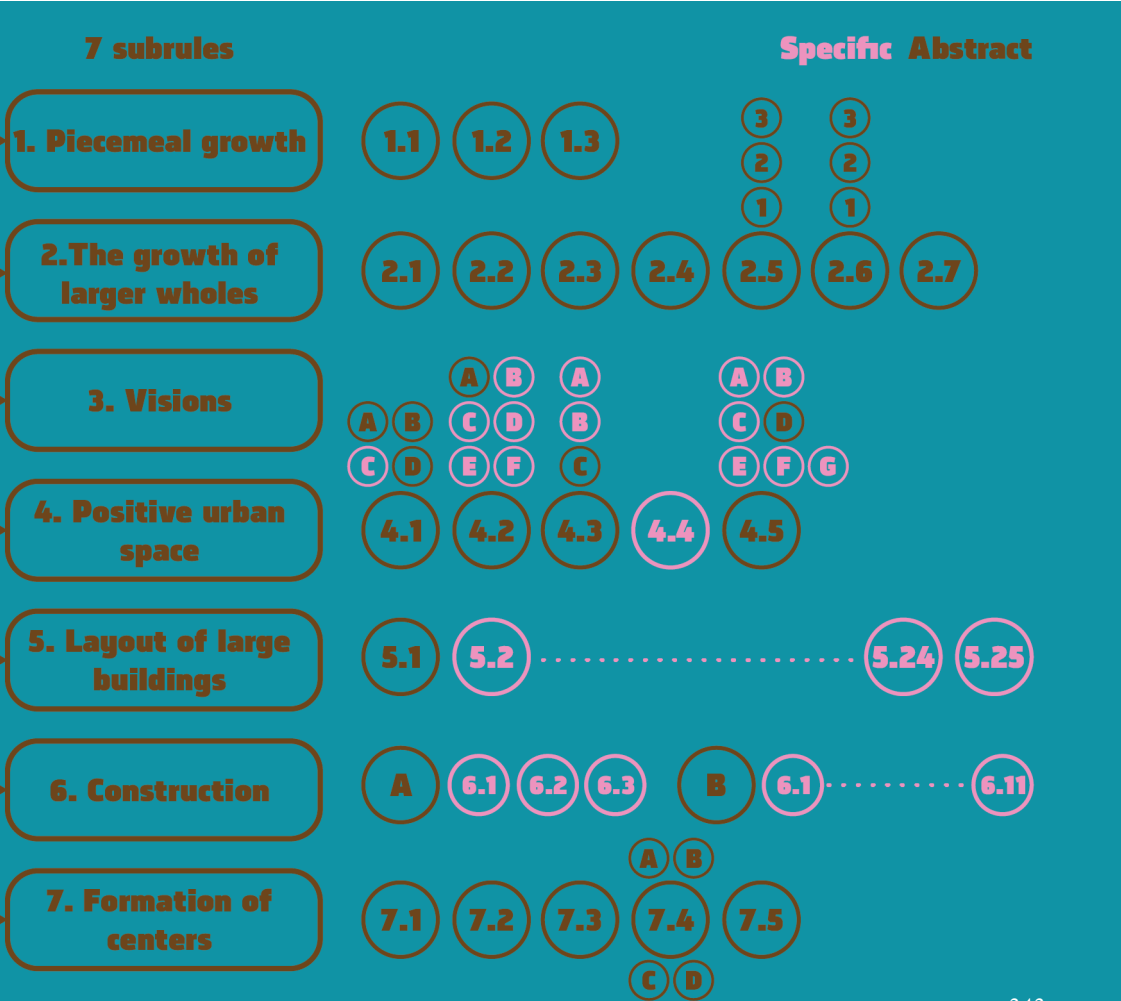 7 subrules
Specific Abstract
1. Piecemeal growth
1.1 1.2 1.3
3 3
2 2
1 1
2.The growth of
larger wholes
2.1 2.2 2.3 2.4 2.5 2.6 2.7
3. Visions
A B A A B
A B C D B C D
C D E F C E F G
4. Positive urban
space
4.1 4.2 4.3 4.4 4.5
5. Layout of large
buildings
5.1 5.2 5.24 5.25
6. Construction
A 6.1 6.2 6.3 B 6.1 6.11
A B
7. Formation of
centers
7.1 7.2 7.3 7.4 7.5
C D